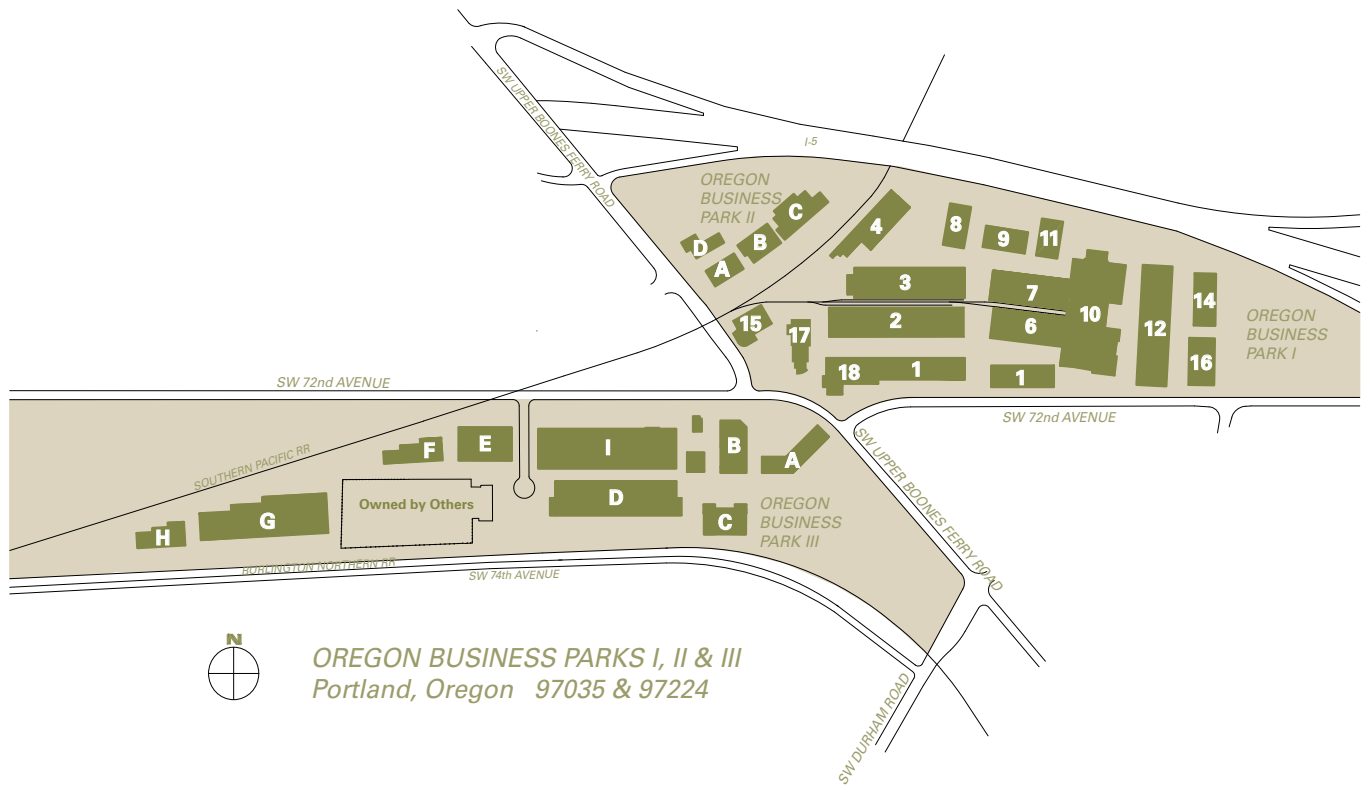 SW UPPER BOONES FERRY ROAD
I-5
OREGON
BUSINESS
PARK II
C
B
D
A
4
8
9
11
3
7
10
12
14
15
17
2
6
16
OREGON
BUSINESS
PARK I
18
1
1
SW 72nd AVENUE
SW 72nd AVENUE
SOUTHERN PACIFIC RR
F
E
I
B
A
SW UPPER BOONES FERRY ROAD
Owned by Others
D
C
OREGON
BUSINESS
PARK III
G
H
BURLINGTON NORTHERN RR
SW 74th AVENUE
N
OREGON BUSINESS PARKS I, II & III
Portland, Oregon 97035 & 97224
SW DURHAM ROAD